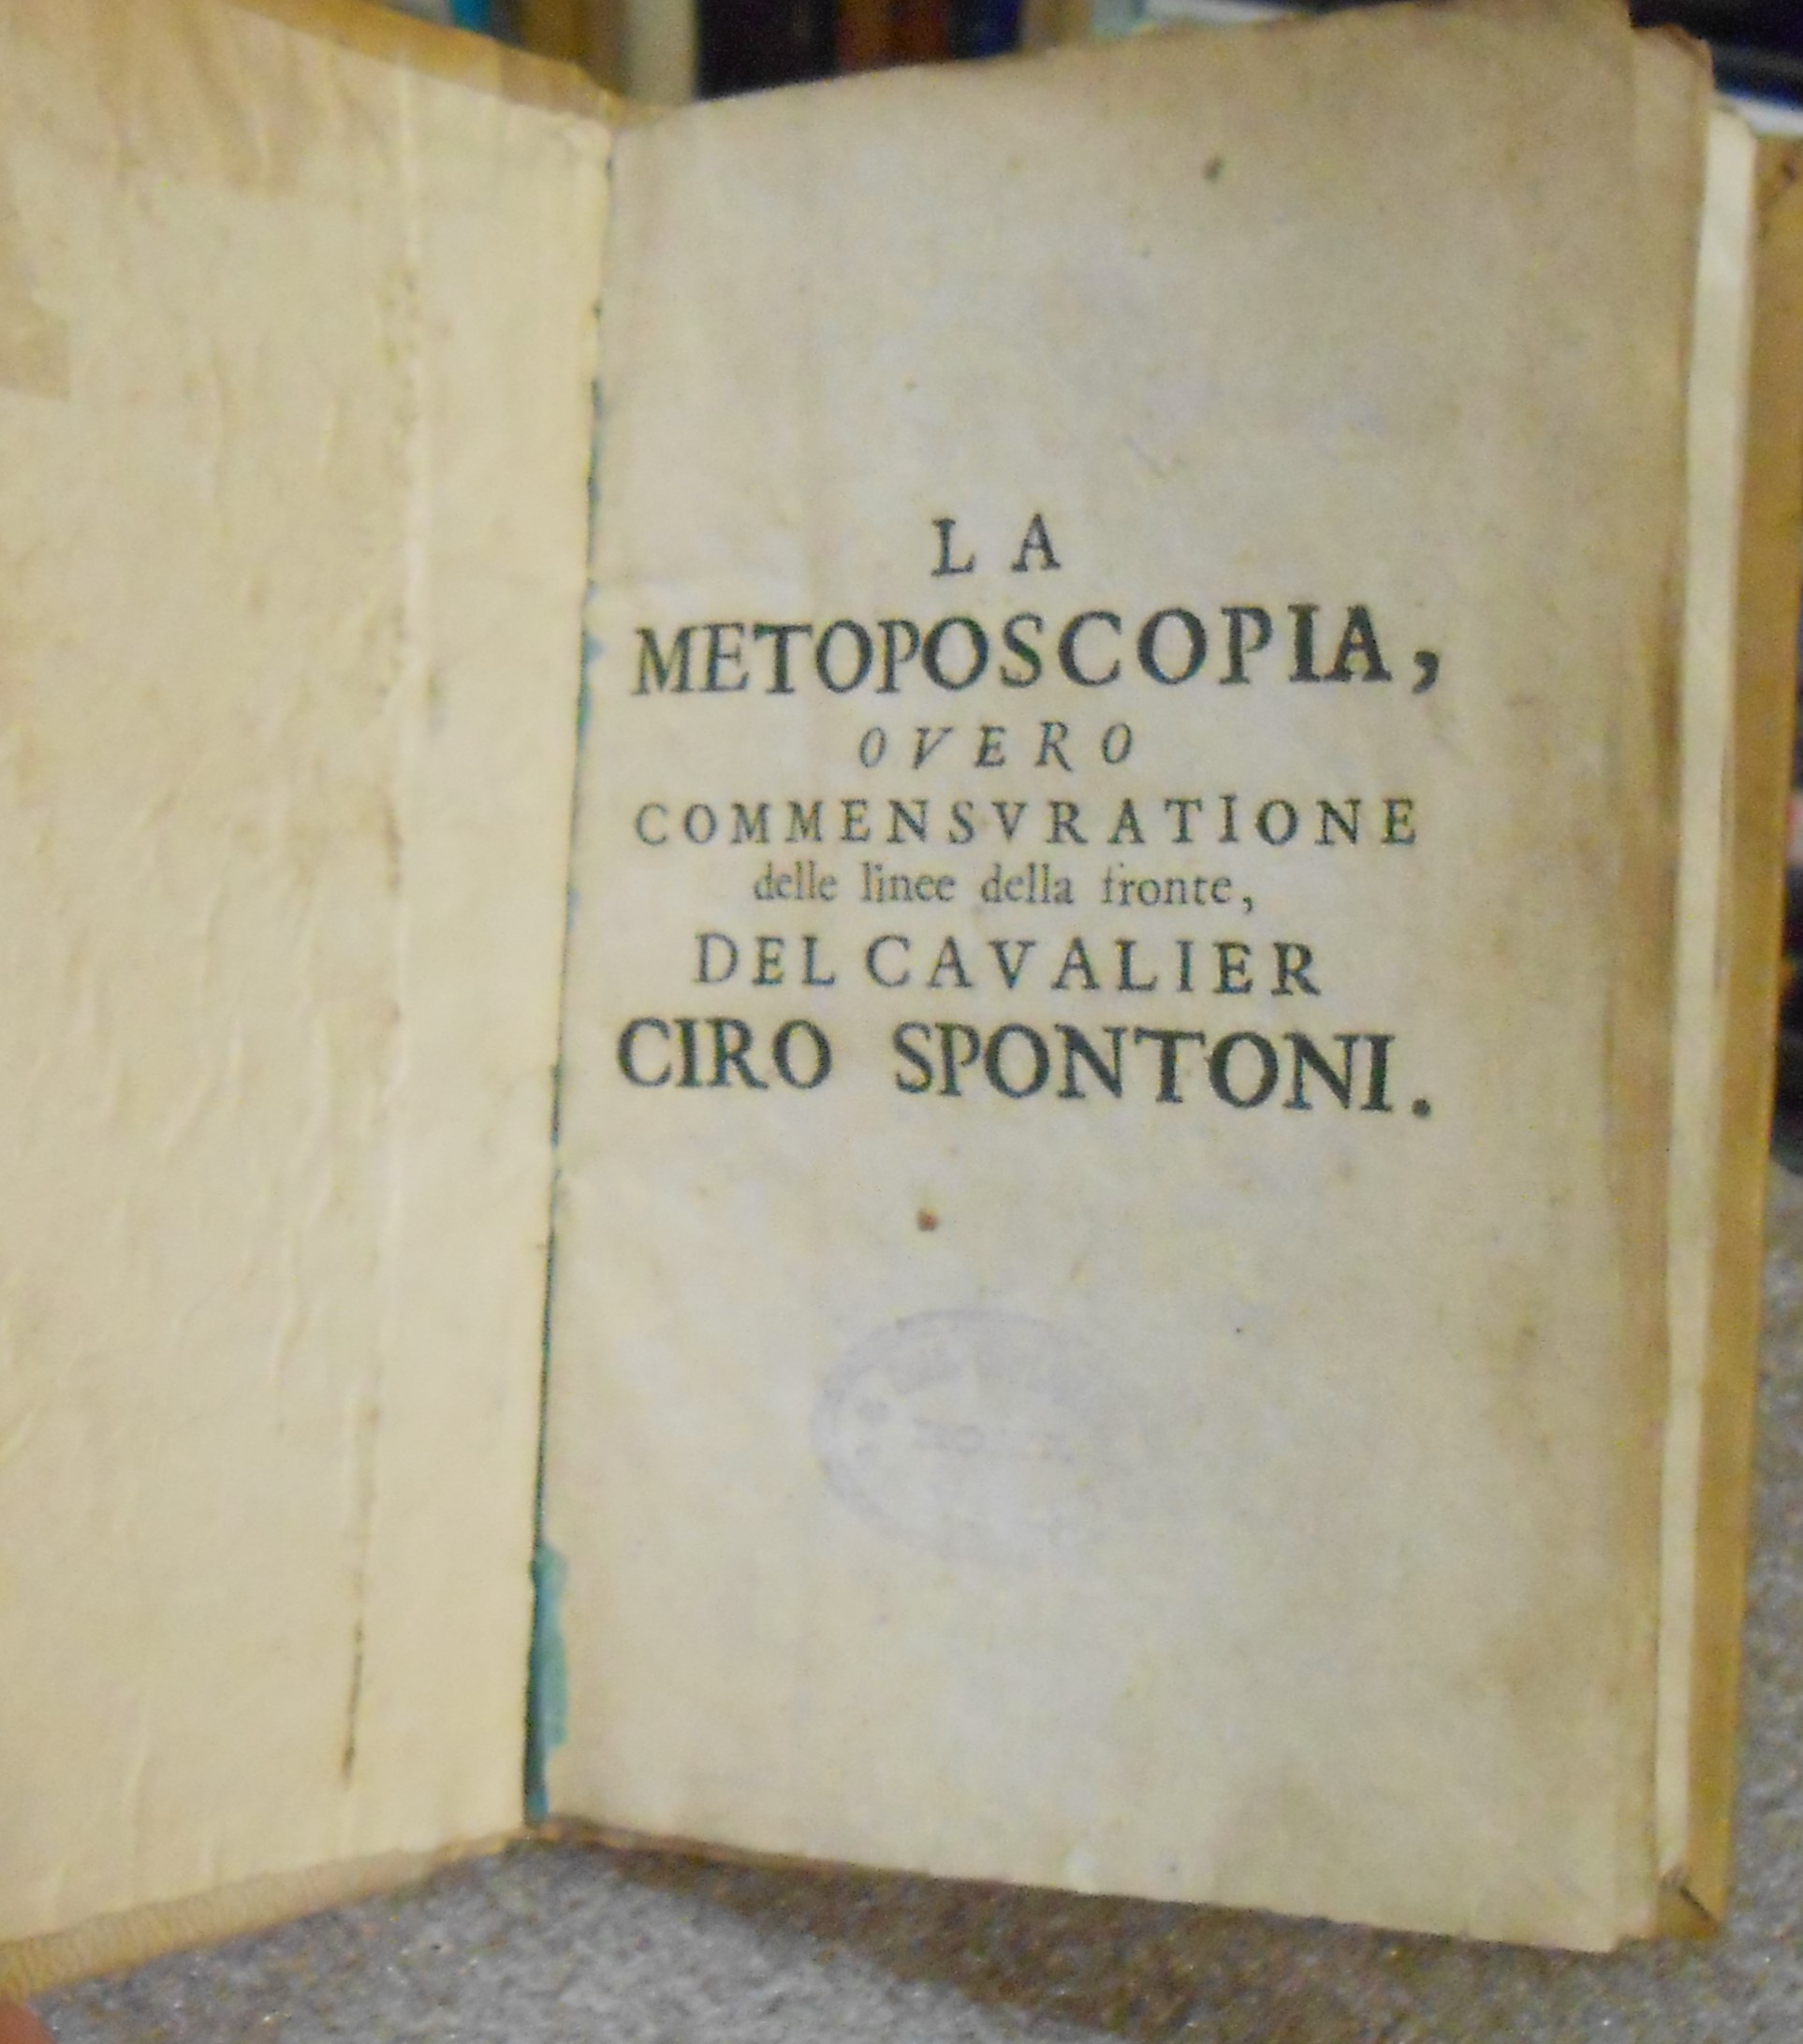 LA
METOPOSCOPIA,
OVERO
COMMENSVRATIONE
delle linee della fronte,
DEL CAVALIER
CIRO SPONTONI.